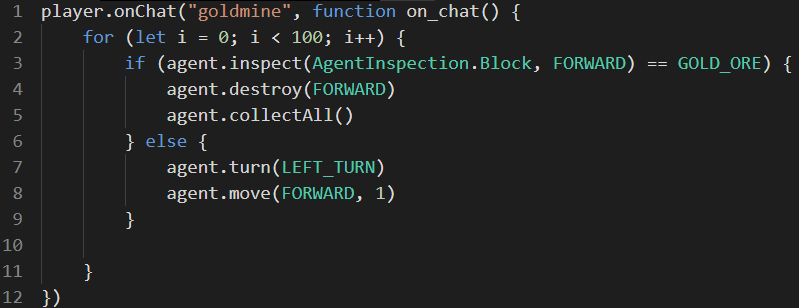 1 player.onChat("goldmine", function on_chat() {
2     for (let i = 0; i < 100; i++) {
3         if (agent.inspect(AgentInspection.Block, FORWARD) == GOLD_ORE) {
4             agent.destroy(FORWARD)
5             agent.collectAll()
6         } else {
7             agent.turn(LEFT_TURN)
8             agent.move(FORWARD, 1)
9         }
10
11     }
12 })